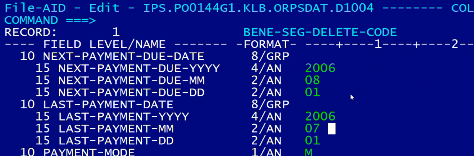 File-AID - Edit - IPS.PO0144G1.KLB.ORPSDAT.D1004 -------- COL
COMMAND ===>
RECORD: 1 BENE-SEG-DELETE-CODE
---- FIELD LEVEL/NAME ------- -FORMAT- ----+----1----+----2-
10 NEXT-PAYMENT-DUE-DATE 8/GRP
15 NEXT-PAYMENT-DUE-YYYY 4/AN 2006
15 NEXT-PAYMENT-DUE-MM 2/AN 08
15 NEXT-PAYMENT-DUE-DD 2/AN 01
10 LAST-PAYMENT-DATE 8/GRP
15 LAST-PAYMENT-YYYY 4/AN 2006
15 LAST-PAYMENT-MM 2/AN 07
15 LAST-PAYMENT-DD 2/AN 01
10 PAYMENT-MODE 1/AN M